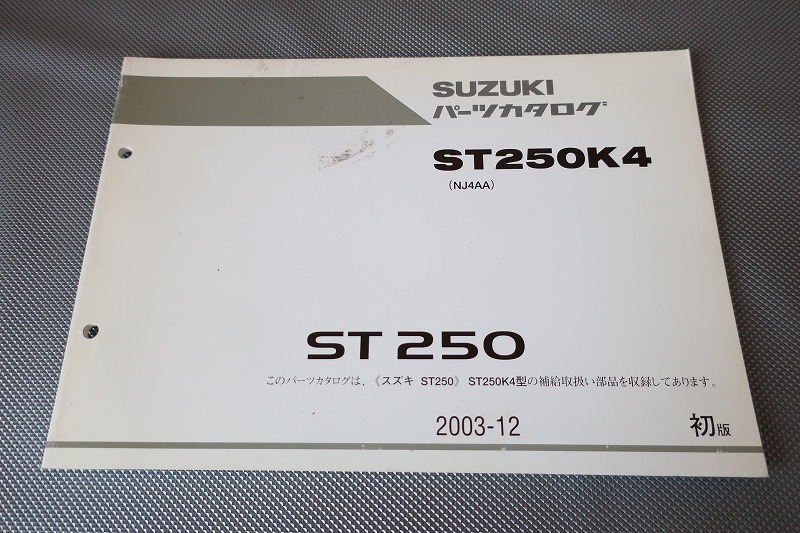 SUZUKI
パーツカタログ
ST250K4
(NJ4AA)
ST 250
このパーツカタログは、《スズキ ST250》 ST250K4型の補給取扱い部品を収録してあります。
2003-12
初版